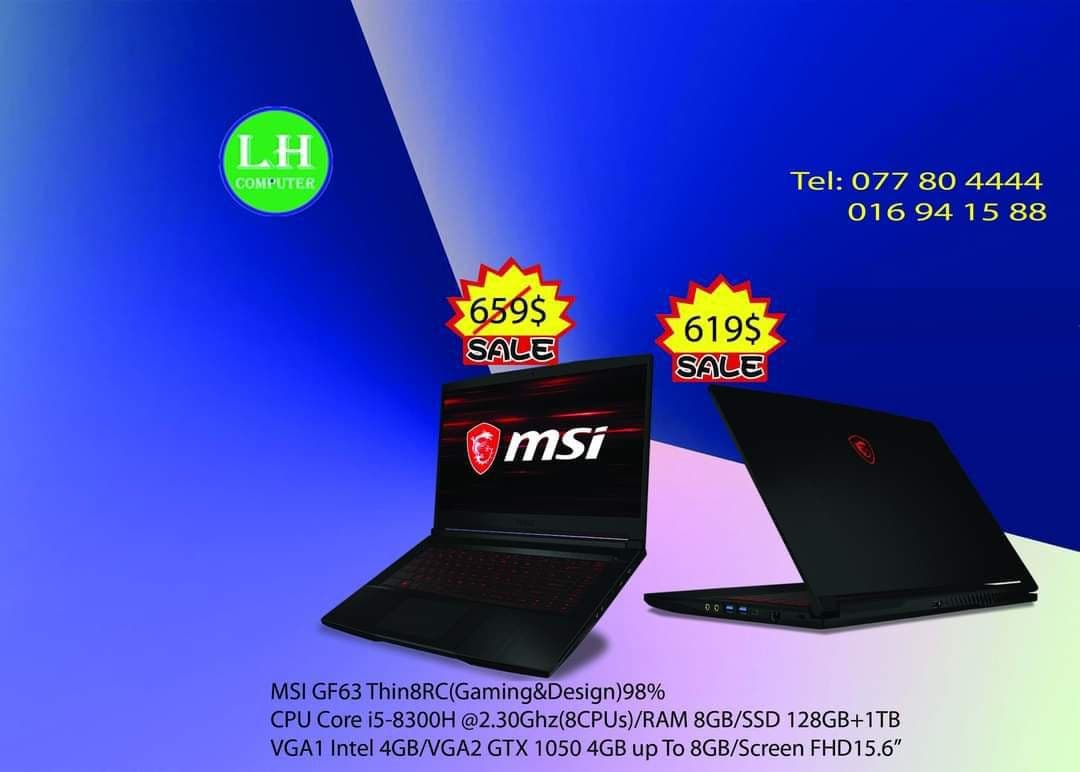 LH
COMPUTER
Tel: 077 80 4444
016 94 15 88
659$
SALE
619$
SALE
msi
MSI GF63 Thin8RC(Gaming&Design)98%
CPU Core i5-8300H @2.30Ghz(8CPUs)/RAM 8GB/SSD 128GB+1TB
VGA1 Intel 4GB/VGA2 GTX 1050 4GB up To 8GB/Screen FHD15.6”